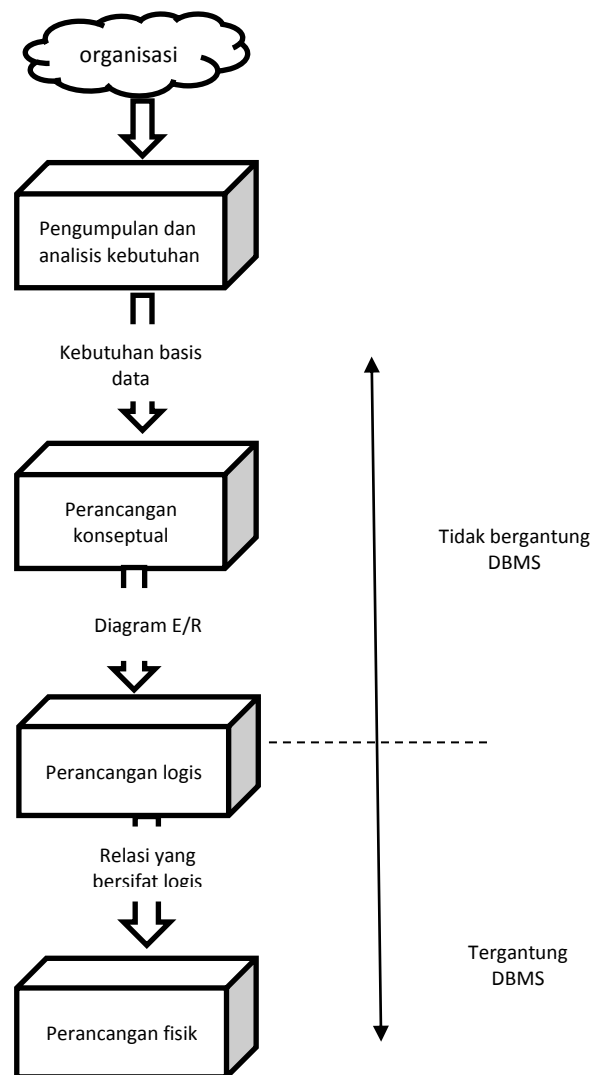 organisasi
Pengumpulan dan
analisis kebutuhan
Kebutuhan basis
data
Perancangan
konseptual
Tidak bergantung
DBMS
Diagram E/R
Perancangan logis
Relasi yang
bersifat logis
Tergantung
DBMS
Perancangan fisik